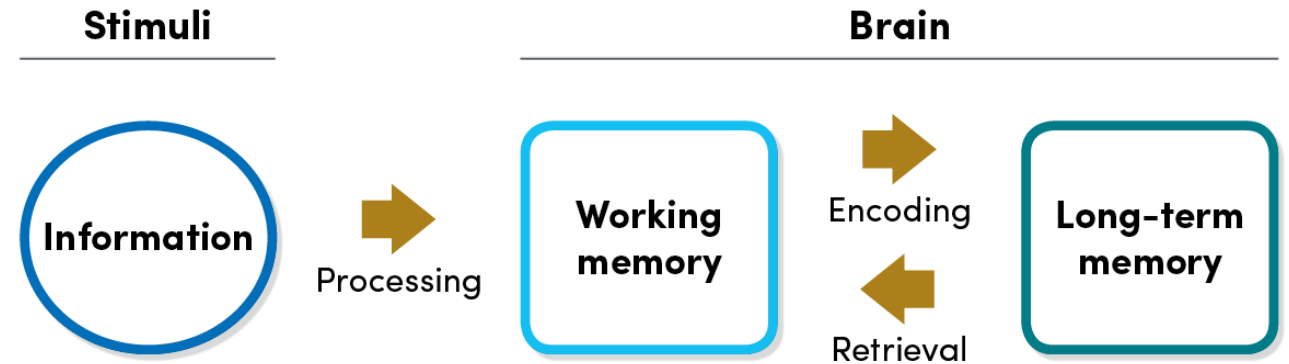 Stimuli
Brain
Information
Processing
Working
memory
Encoding
Retrieval
Long-term
memory